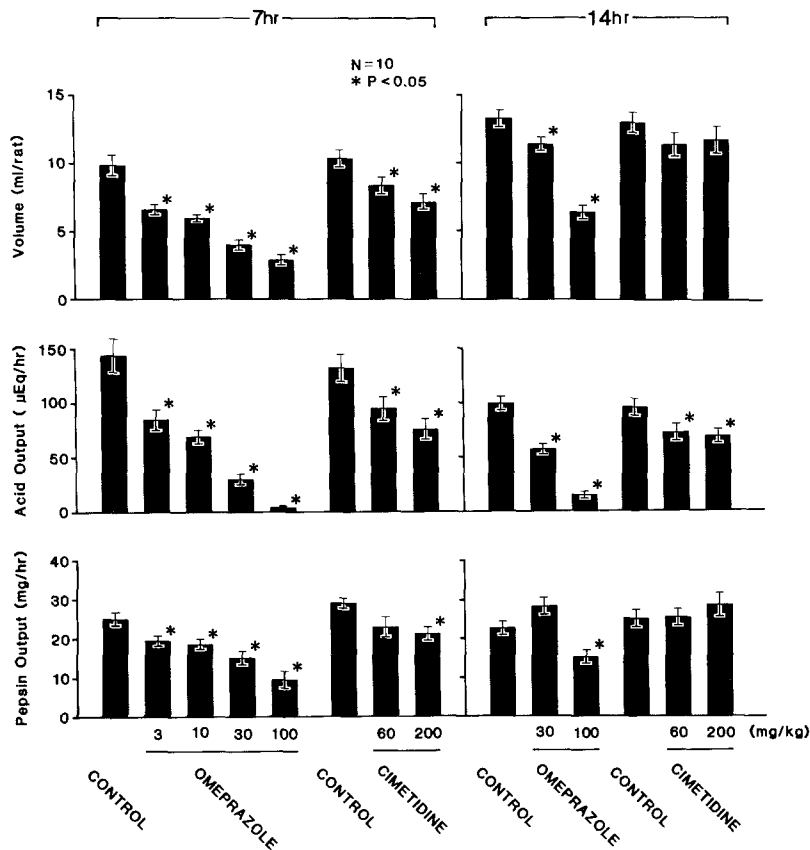 7hr 14hr
N=10
* P<0.05
Volume (ml/rat)
15
10
5
0
* * * * * * * *
Acid Output ( μEq/hr)
150
100
50
0
* * * * * * * * * *
Pepsin Output (mg/hr)
40
30
20
10
0
* * * * * *
3 10 30 100 60 200 30 100 60 200 (mg/kg)
CONTROL OMEPRAZOLE CONTROL CIMETIDINE CONTROL OMEPRAZOLE CONTROL CIMETIDINE